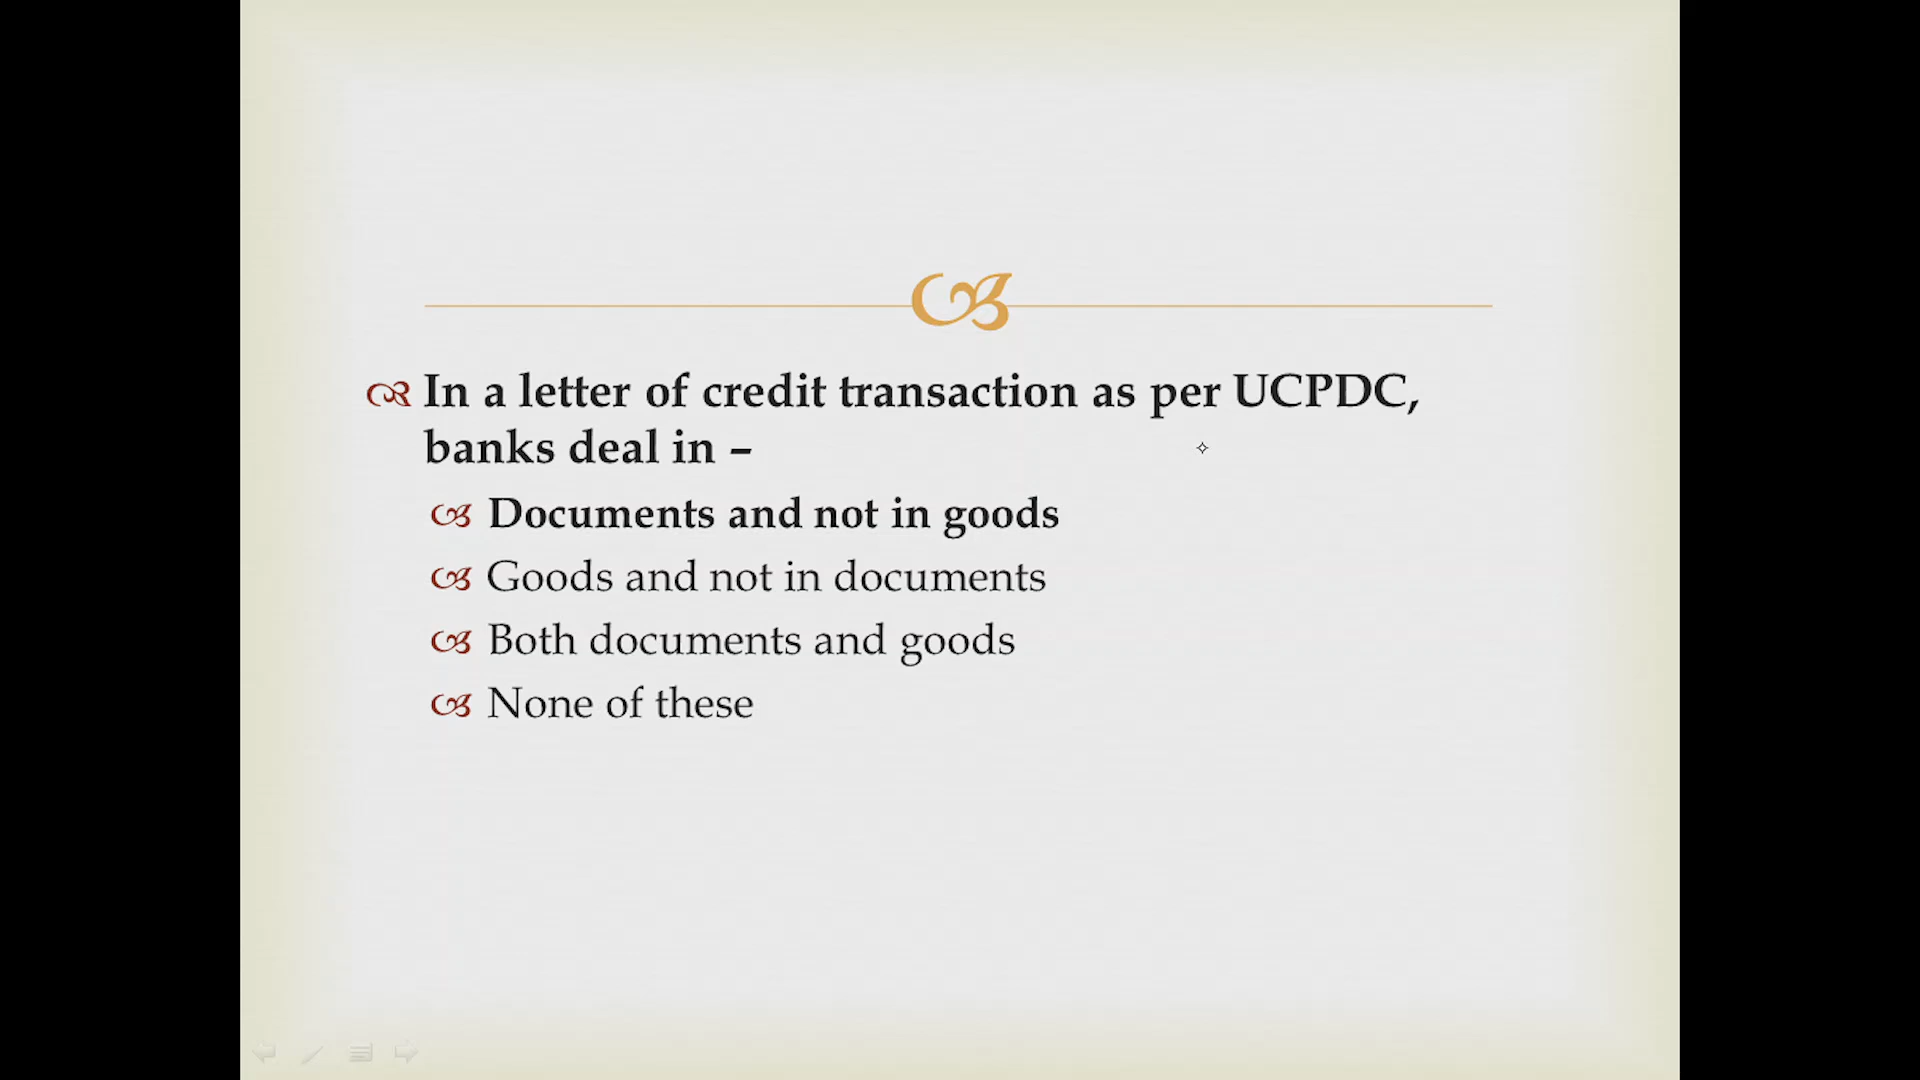 In a letter of credit transaction as per UCPDC,
banks deal in –
Documents and not in goods
Goods and not in documents
Both documents and goods
None of these